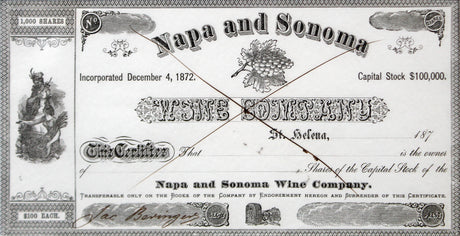 1,000 SHARES
No
Napa and Sonoma
Incorporated December 4, 1872.
Capital Stock $100,000.
WINE COMPANY
St. Helena,
187
This Certifies That
is the owner
of
Shares of the Capital Stock of the
Napa and Sonoma Wine Company.
TRANSFERABLE ONLY ON THE BOOKS OF THE COMPANY BY ENDORSEMENT HEREON AND SURRENDER OF THIS CERTIFICATE.
$100 EACH.
Jac Beringer